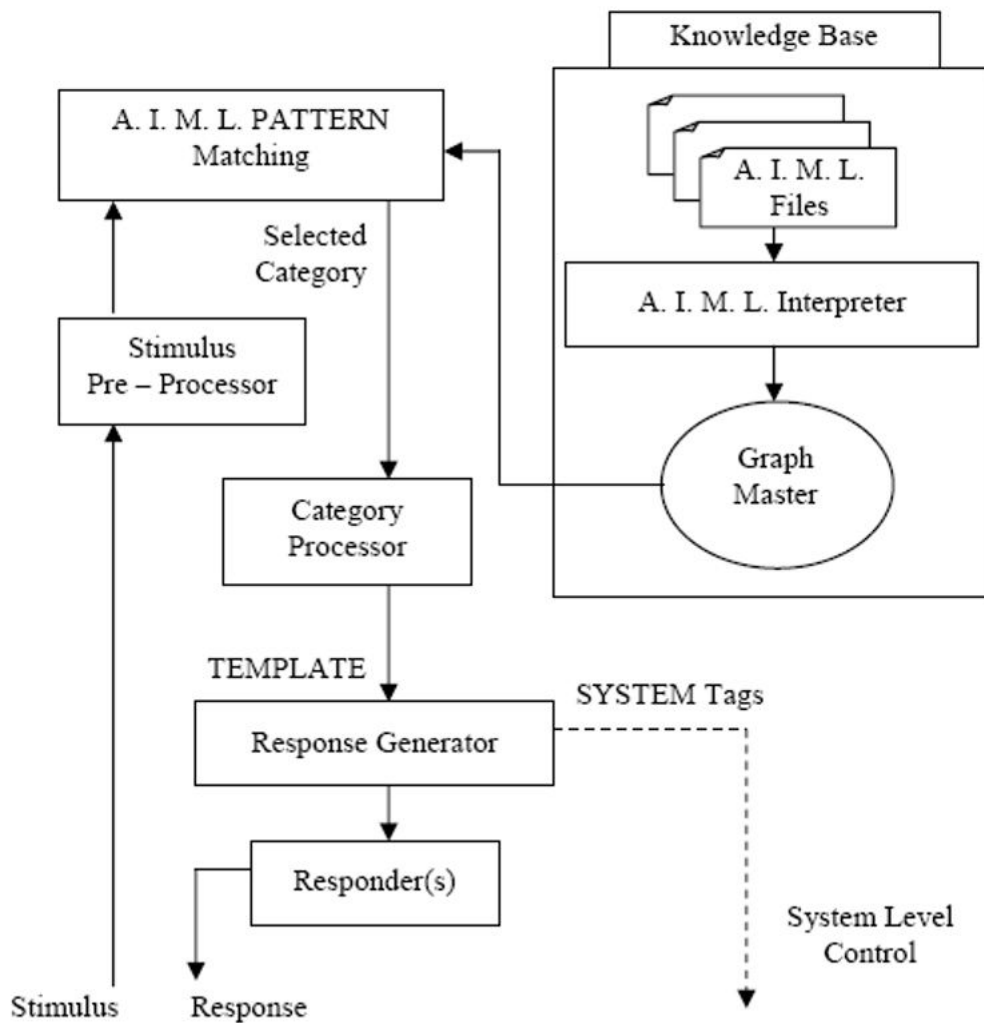 Knowledge Base
A. I. M. L. PATTERN
Matching
A. I. M. L.
Files
Selected
Category
A. I. M. L. Interpreter
Stimulus
Pre – Processor
Graph
Master
Category
Processor
TEMPLATE
SYSTEM Tags
Response Generator
Responder(s)
System Level
Control
Stimulus
Response